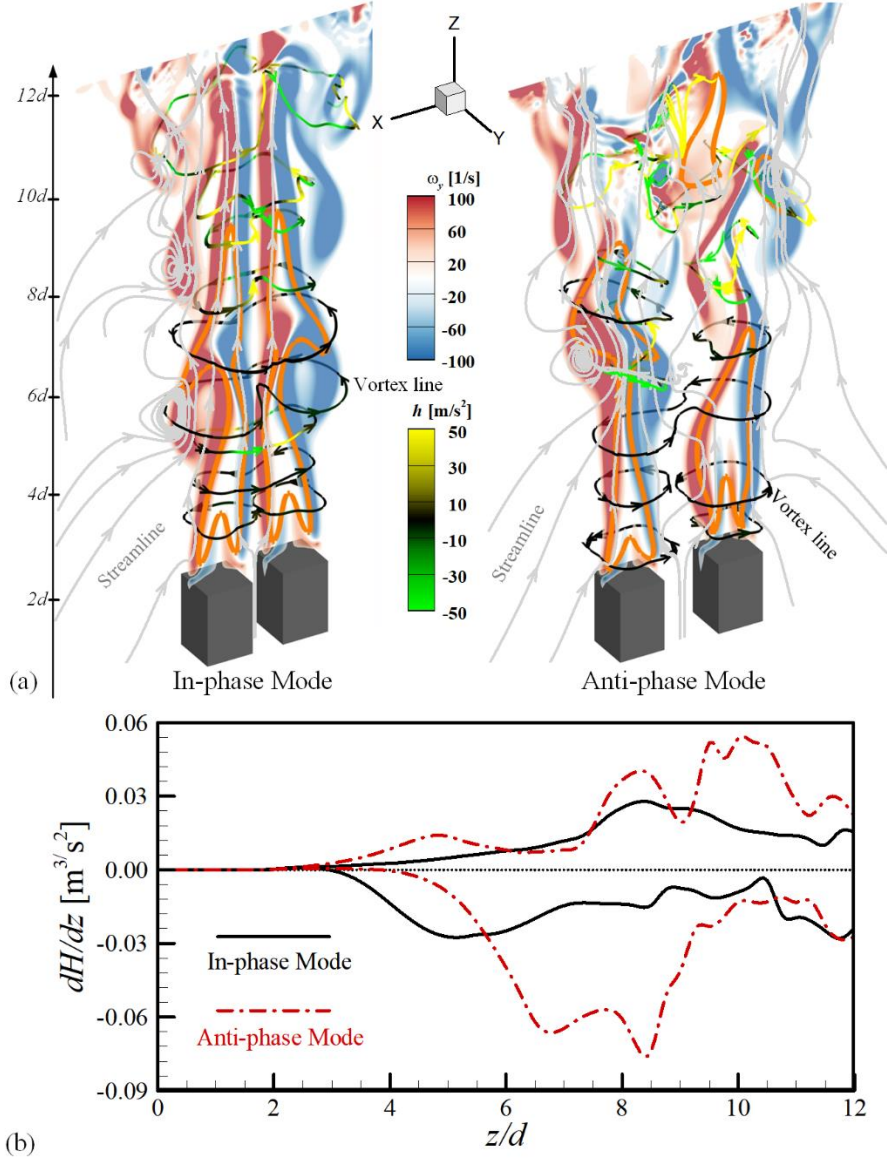 12d
10d
8d
6d
4d
2d
Z
X
Y
ωy [1/s]
100
60
20
-20
-60
-100
Vortex line
h [m/s²]
50
30
10
-10
-30
-50
Streamline
Streamline
Vortex line
(a)
In-phase Mode
Anti-phase Mode
0.06
0.03
0.00
-0.03
-0.06
-0.09
dH/dz [m³/s²]
In-phase Mode
Anti-phase Mode
0
2
4
6
8
10
12
z/d
(b)